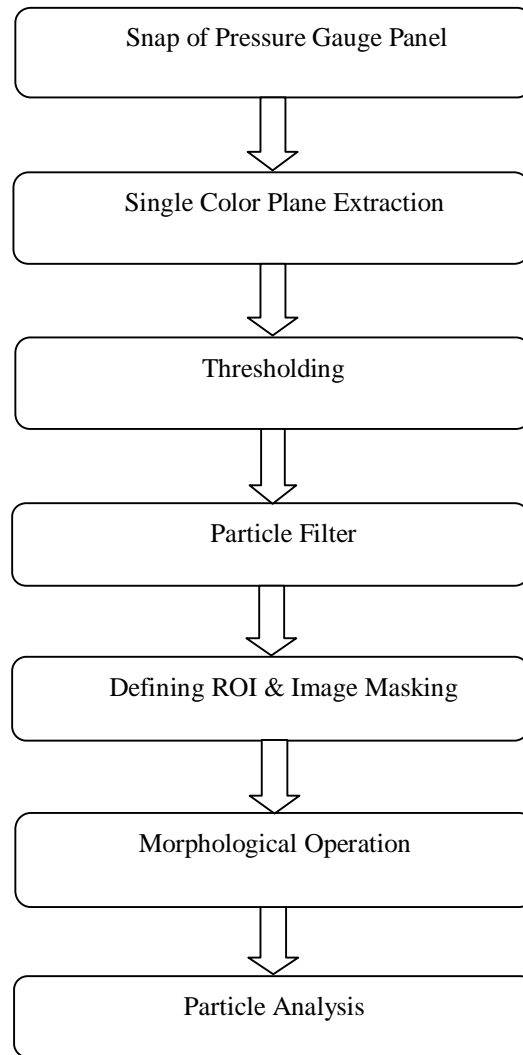 Snap of Pressure Gauge Panel
Single Color Plane Extraction
Thresholding
Particle Filter
Defining ROI & Image Masking
Morphological Operation
Particle Analysis